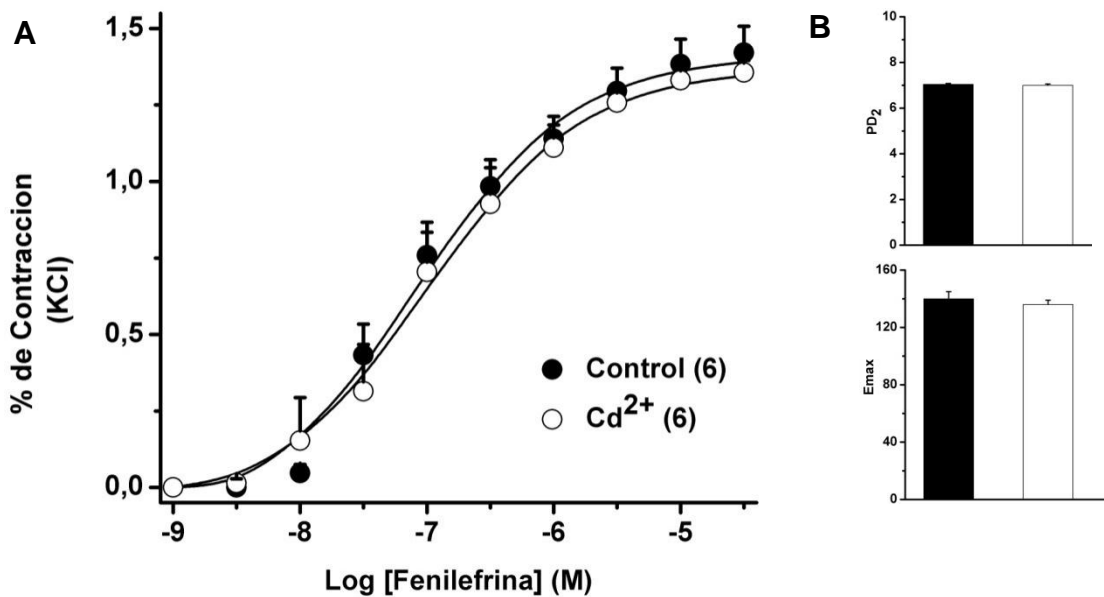 A
% de Contraccion
(KCl)
1,5
1,0
0,5
0,0
Control (6)
Cd2+ (6)
-9 -8 -7 -6 -5
Log [Fenilefrina] (M)
B
PD2
10
8
6
4
2
0
Emax
160
120
80
40
0